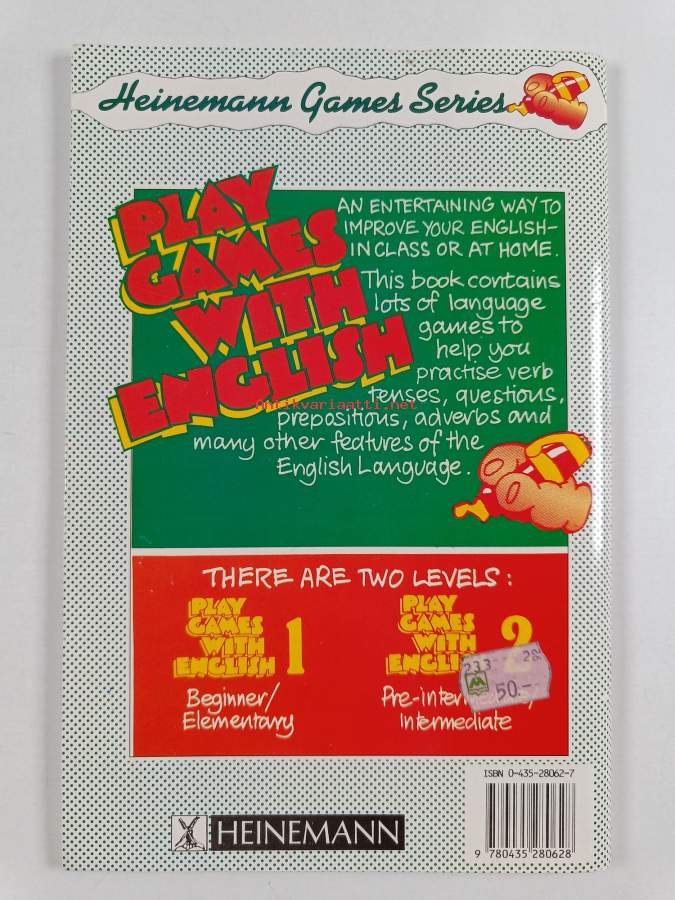 Heinemann Games Series
PLAY
GAMES
WITH
ENGLISH
AN ENTERTAINING WAY TO
IMPROVE YOUR ENGLISH-
IN CLASS OR AT HOME.
This book contains
lots of language
games to
help you
practise verb
tenses, questions,
antikvariaatti.net
prepositions, adverbs and
many other features of the
English Language.
THERE ARE TWO LEVELS:
PLAY
GAMES
WITH
ENGLISH 1
Beginner/
Elementary
PLAY
GAMES
WITH
2
233
50.-
Intermediate
ISBN 0-435-28062-7
HEINEMANN
9 780435 280628